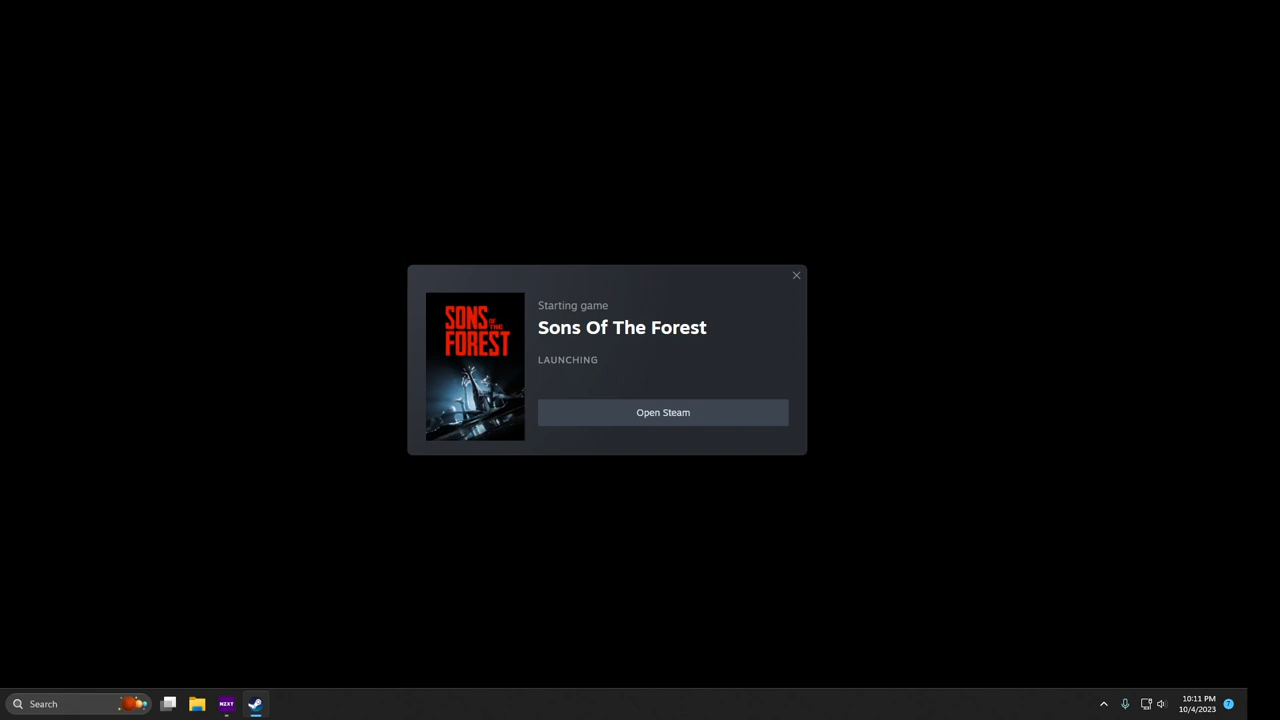 Starting game
SONS
OF
THE
FOREST
Sons Of The Forest
LAUNCHING
Open Steam
Search
NZXT
10:11 PM
10/4/2023
7